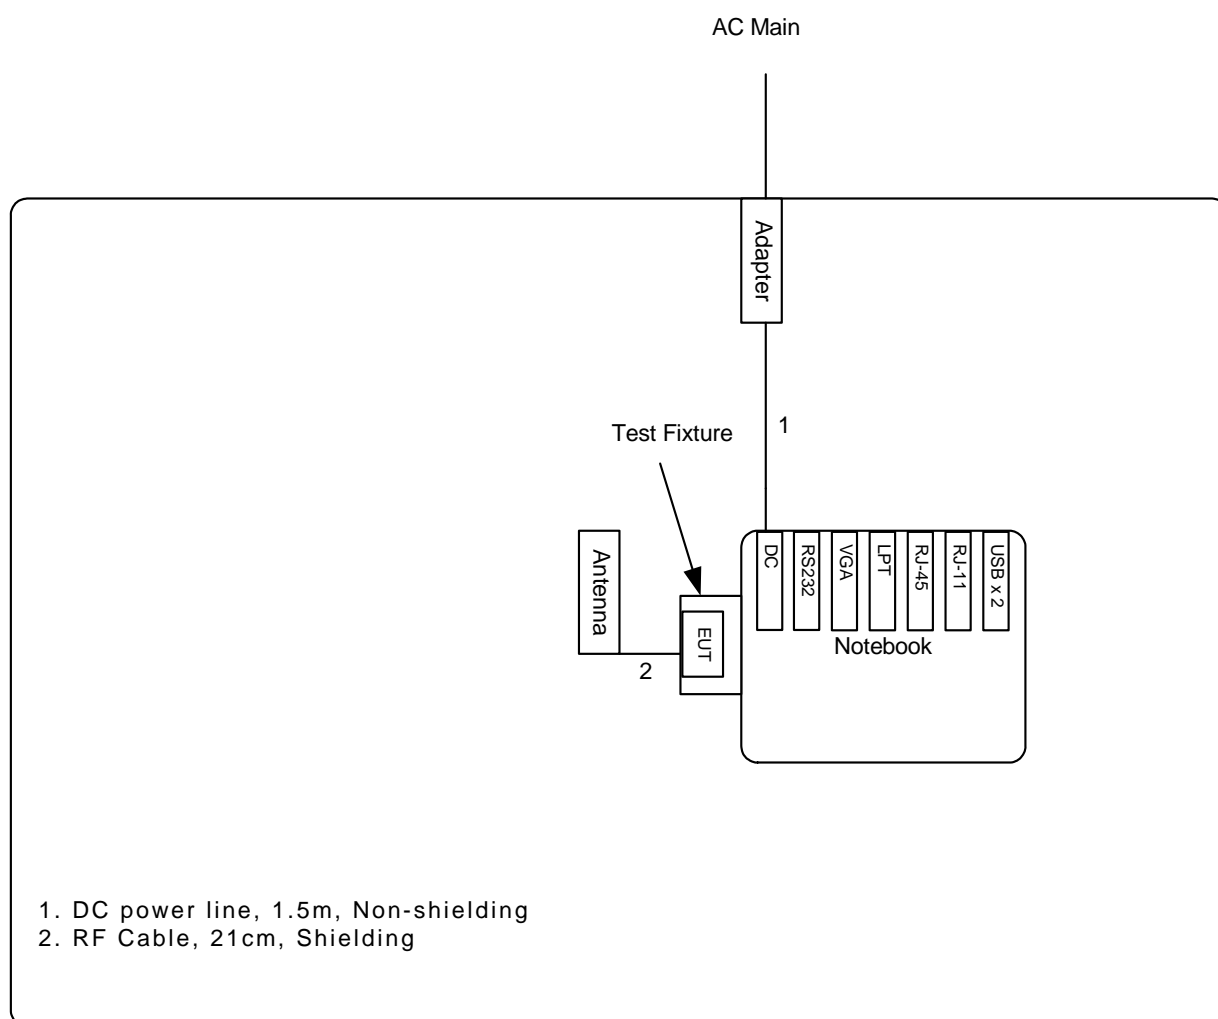 AC Main
Adapter
1
Test Fixture
Antenna
2
EUT
DC
RS232
VGA
LPT
RJ-45
RJ-11
USB x 2
Notebook
1. DC power line, 1.5m, Non-shielding
2. RF Cable, 21cm, Shielding